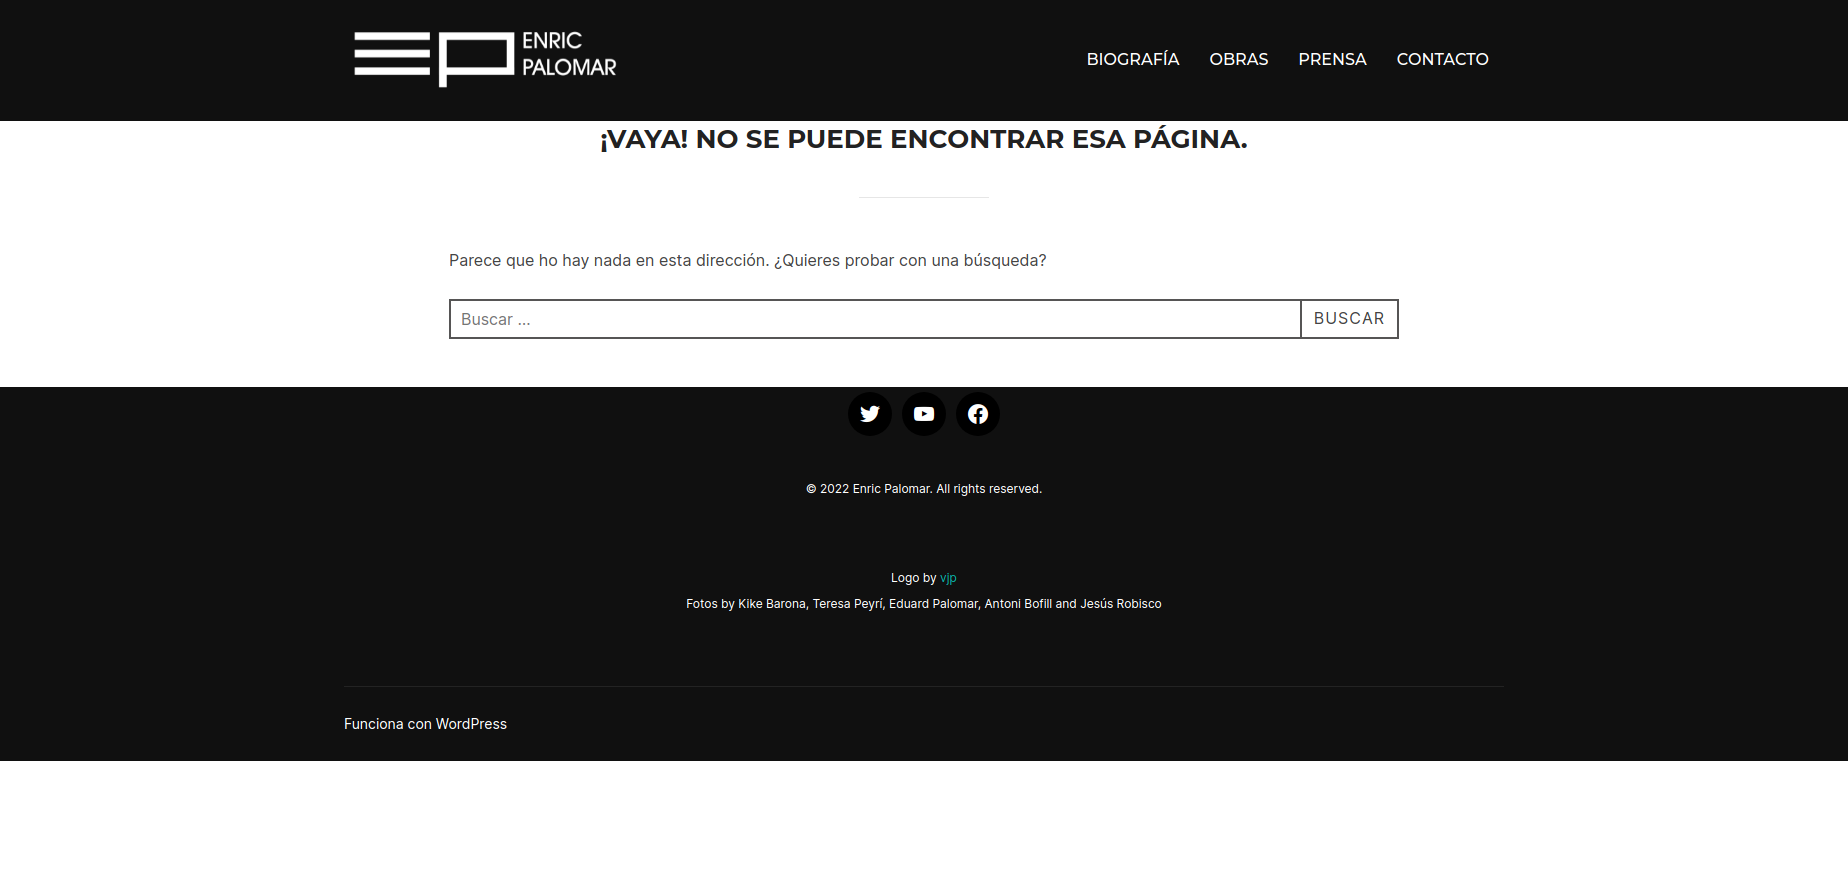 ENRIC
PALOMAR
BIOGRAFÍA OBRAS PRENSA CONTACTO
¡VAYA! NO SE PUEDE ENCONTRAR ESA PÁGINA.
Parece que ho hay nada en esta dirección. ¿Quieres probar con una búsqueda?
Buscar … BUSCAR
© 2022 Enric Palomar. All rights reserved.
Logo by vjp
Fotos by Kike Barona, Teresa Peyrí, Eduard Palomar, Antoni Bofill and Jesús Robisco
Funciona con WordPress